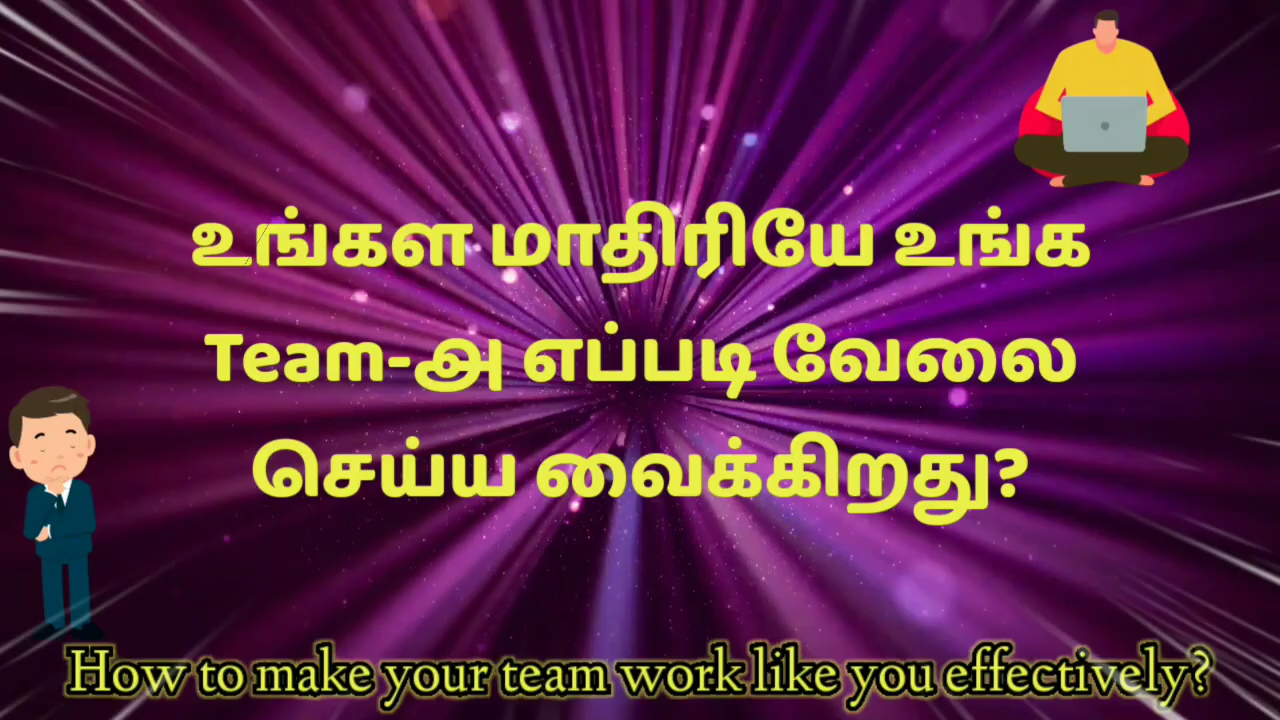 உங்கள மாதிரியே உங்க
Team-அ எப்படி வேலை
செய்ய வைக்கிறது?
How to make your team work like you effectively?